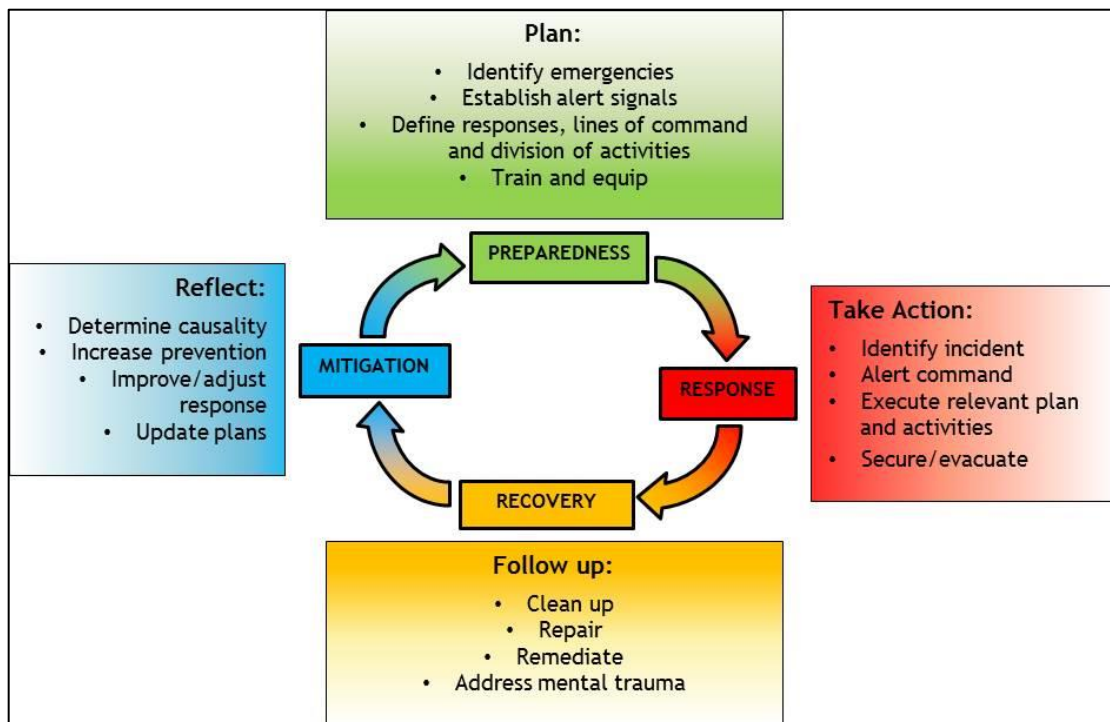 Plan:
• Identify emergencies
• Establish alert signals
• Define responses, lines of command
and division of activities
• Train and equip
PREPAREDNESS
Reflect:
• Determine causality
• Increase prevention
• Improve/adjust
response
• Update plans
MITIGATION
RESPONSE
Take Action:
• Identify incident
• Alert command
• Execute relevant plan
and activities
• Secure/evacuate
RECOVERY
Follow up:
• Clean up
• Repair
• Remediate
• Address mental trauma